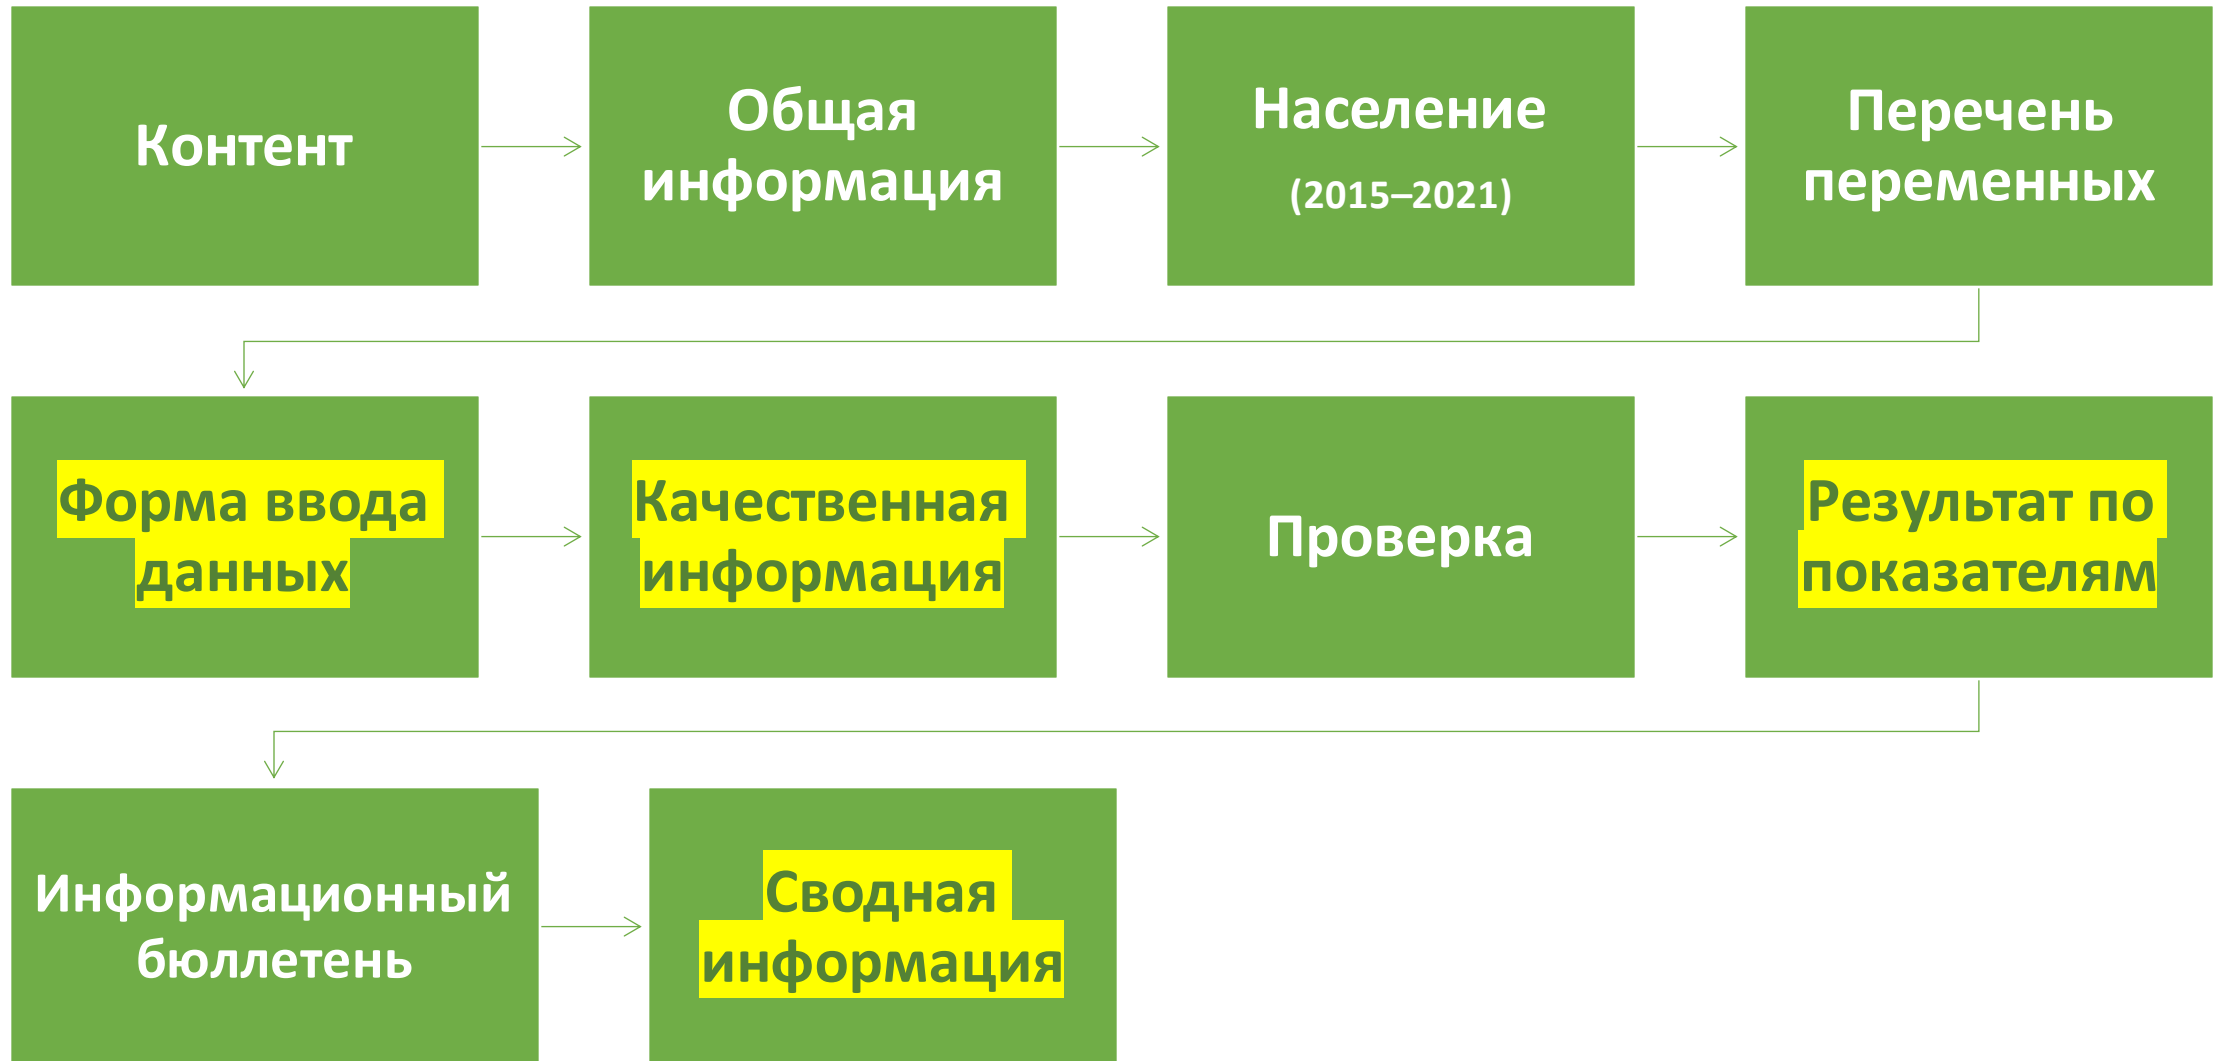 Контент
Общая
информация
Население
(2015–2021)
Перечень
переменных
Форма ввода
данных
Качественная
информация
Проверка
Результат по
показателям
Информационный
бюллетень
Сводная
информация